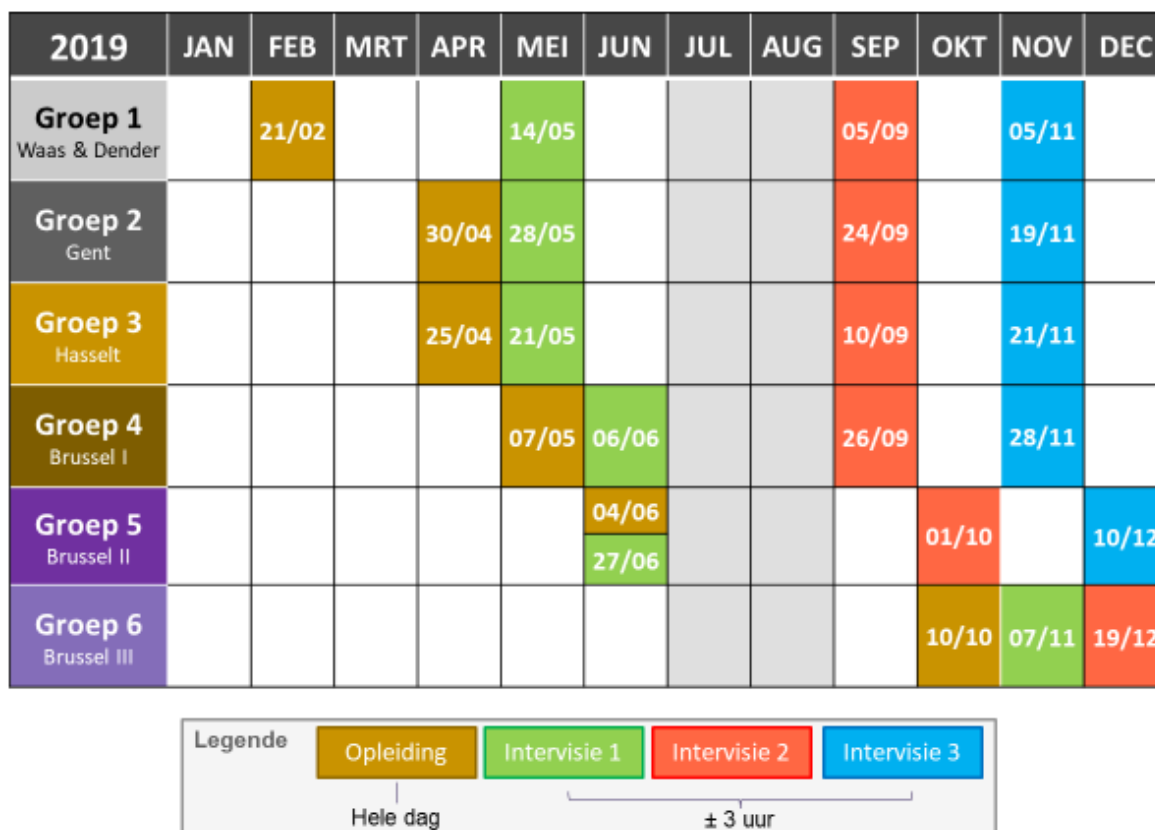 2019 JAN FEB MRT APR MEI JUN JUL AUG SEP OKT NOV DEC
Groep 1
Waas & Dender
21/02 14/05 05/09 05/11
Groep 2
Gent
30/04 28/05 24/09 19/11
Groep 3
Hasselt
25/04 21/05 10/09 21/11
Groep 4
Brussel I
07/05 06/06 26/09 28/11
Groep 5
Brussel II
04/06
27/06
01/10 10/12
Groep 6
Brussel III
10/10 07/11 19/12
Legende
Opleiding Intervisie 1 Intervisie 2 Intervisie 3
Hele dag ± 3 uur